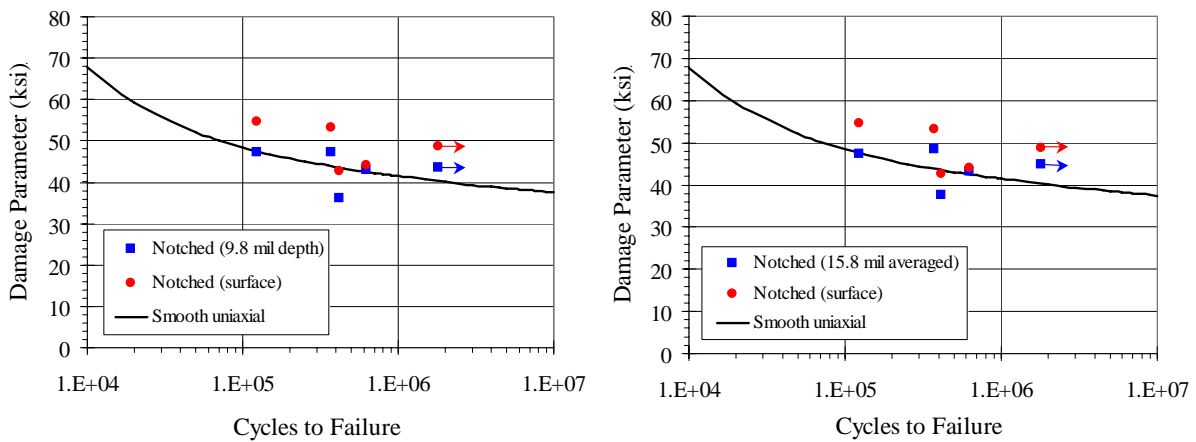 Damage Parameter (ksi)
80
70
60
50
40
30
20
10
0
Notched (9.8 mil depth)
Notched (surface)
Smooth uniaxial
1.E+04
1.E+05
1.E+06
1.E+07
Cycles to Failure
Damage Parameter (ksi)
80
70
60
50
40
30
20
10
0
Notched (15.8 mil averaged)
Notched (surface)
Smooth uniaxial
1.E+04
1.E+05
1.E+06
1.E+07
Cycles to Failure